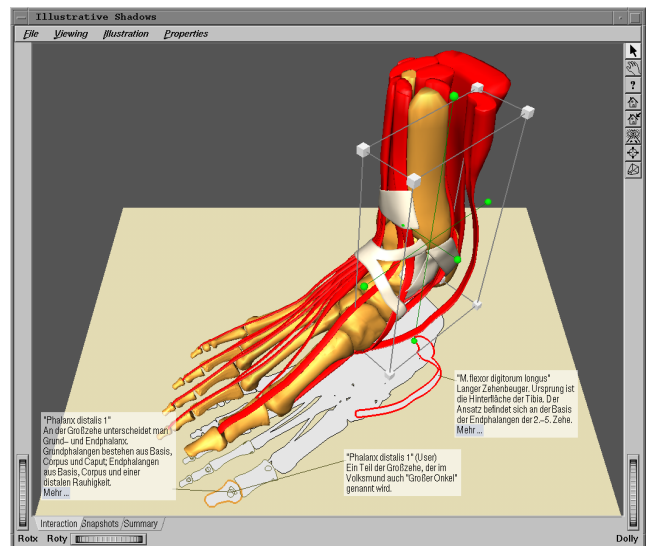 Illustrative Shadows
File Viewing Illustration Properties
?
"M.flexor digitorum longus"
Langer Zehenbeuger. Ursprung ist
die Hinterfläche der Tibia. Der
Ansatz befindet sich an der Basis
der Endphalangen der 2.–5. Zehe.
Mehr ...
"Phalanx distalis 1"
An der Großzehe unterscheidet man
Grund– und Endphalanx.
Grundphalangen bestehen aus Basis,
Corpus und Caput; Endphalangen
aus Basis, Corpus und einer
distalen Rauhigkeit.
Mehr ...
"Phalanx distalis 1" (User)
Ein Teil der Großzehe, der im
Volksmund auch "Großer Onkel"
genannt wird.
Interaction Snapshots Summary
Rotx Roty Dolly